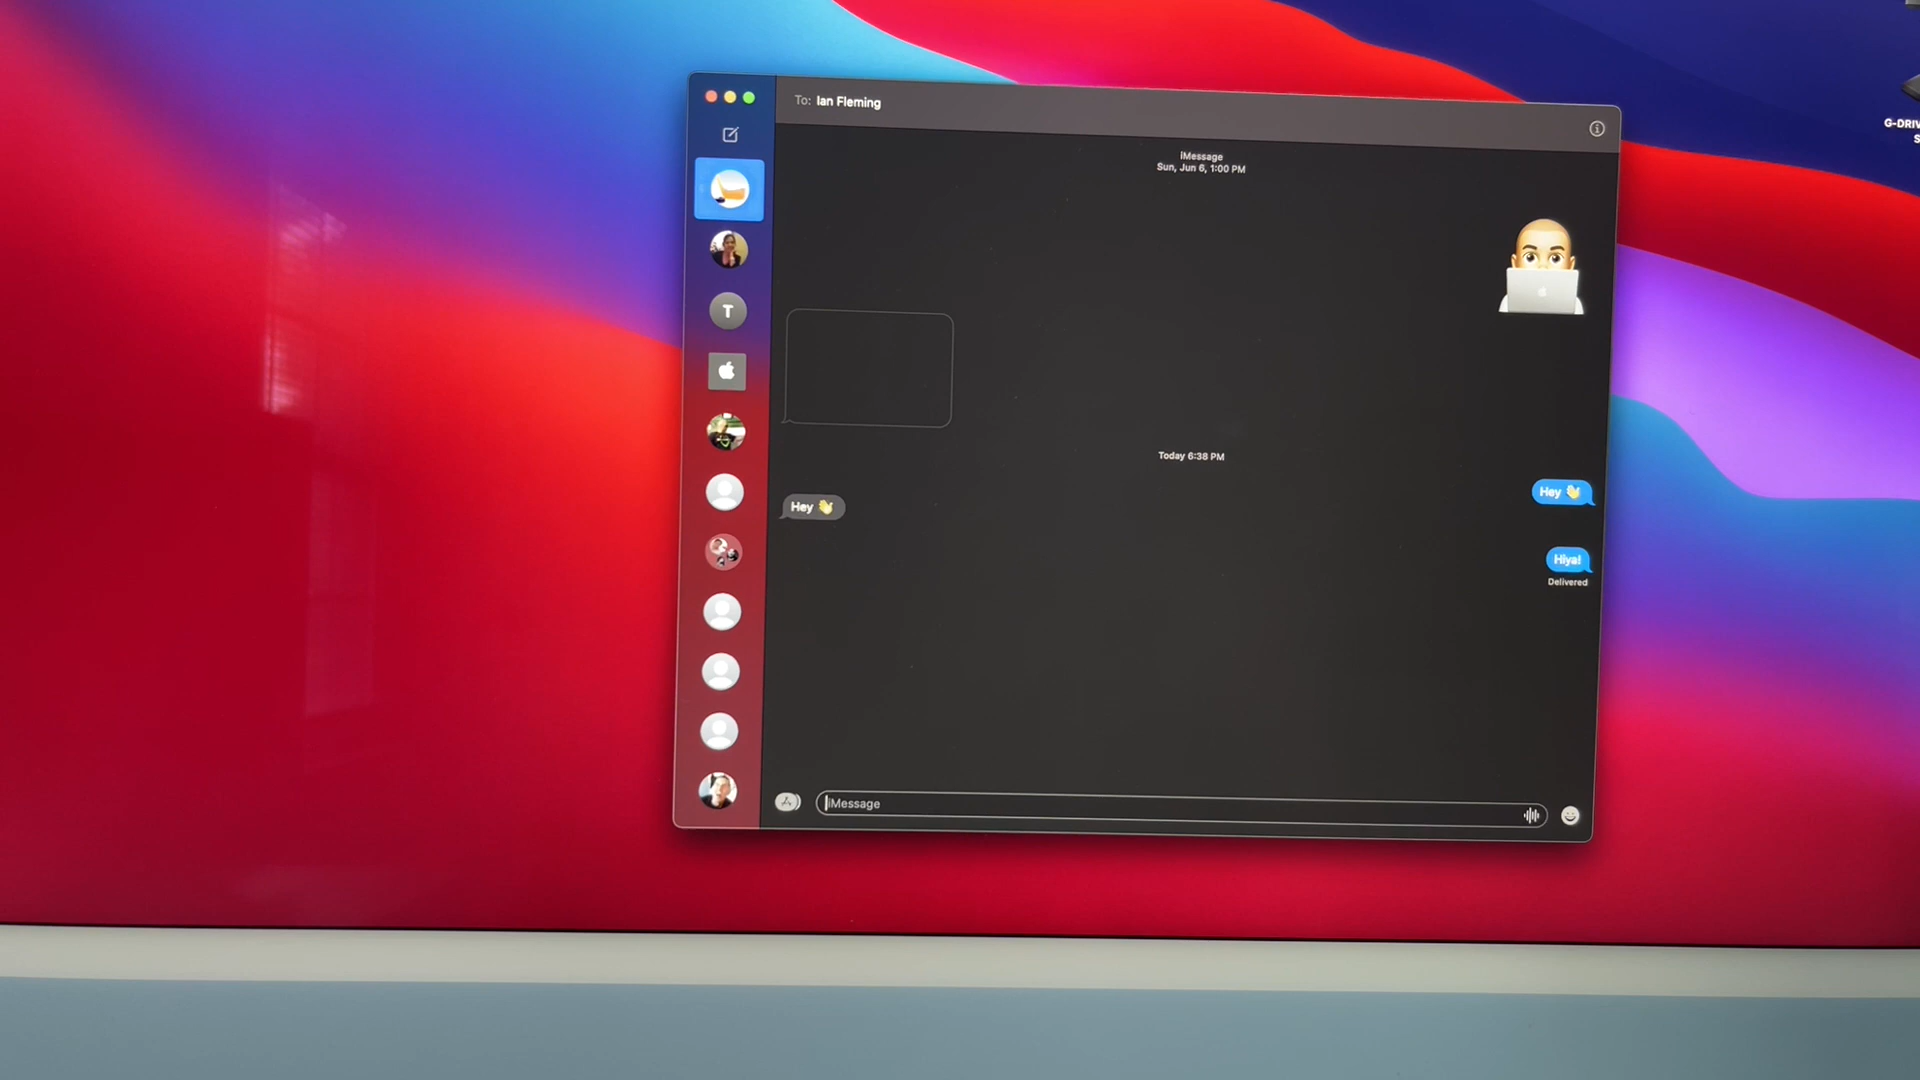 To: Ian Fleming
iMessage
Sun, Jun 6, 1:00 PM
Today 6:38 PM
Hey 👋
Hey 👋
Hiya!
Delivered
iMessage
T
G-DRIV
S